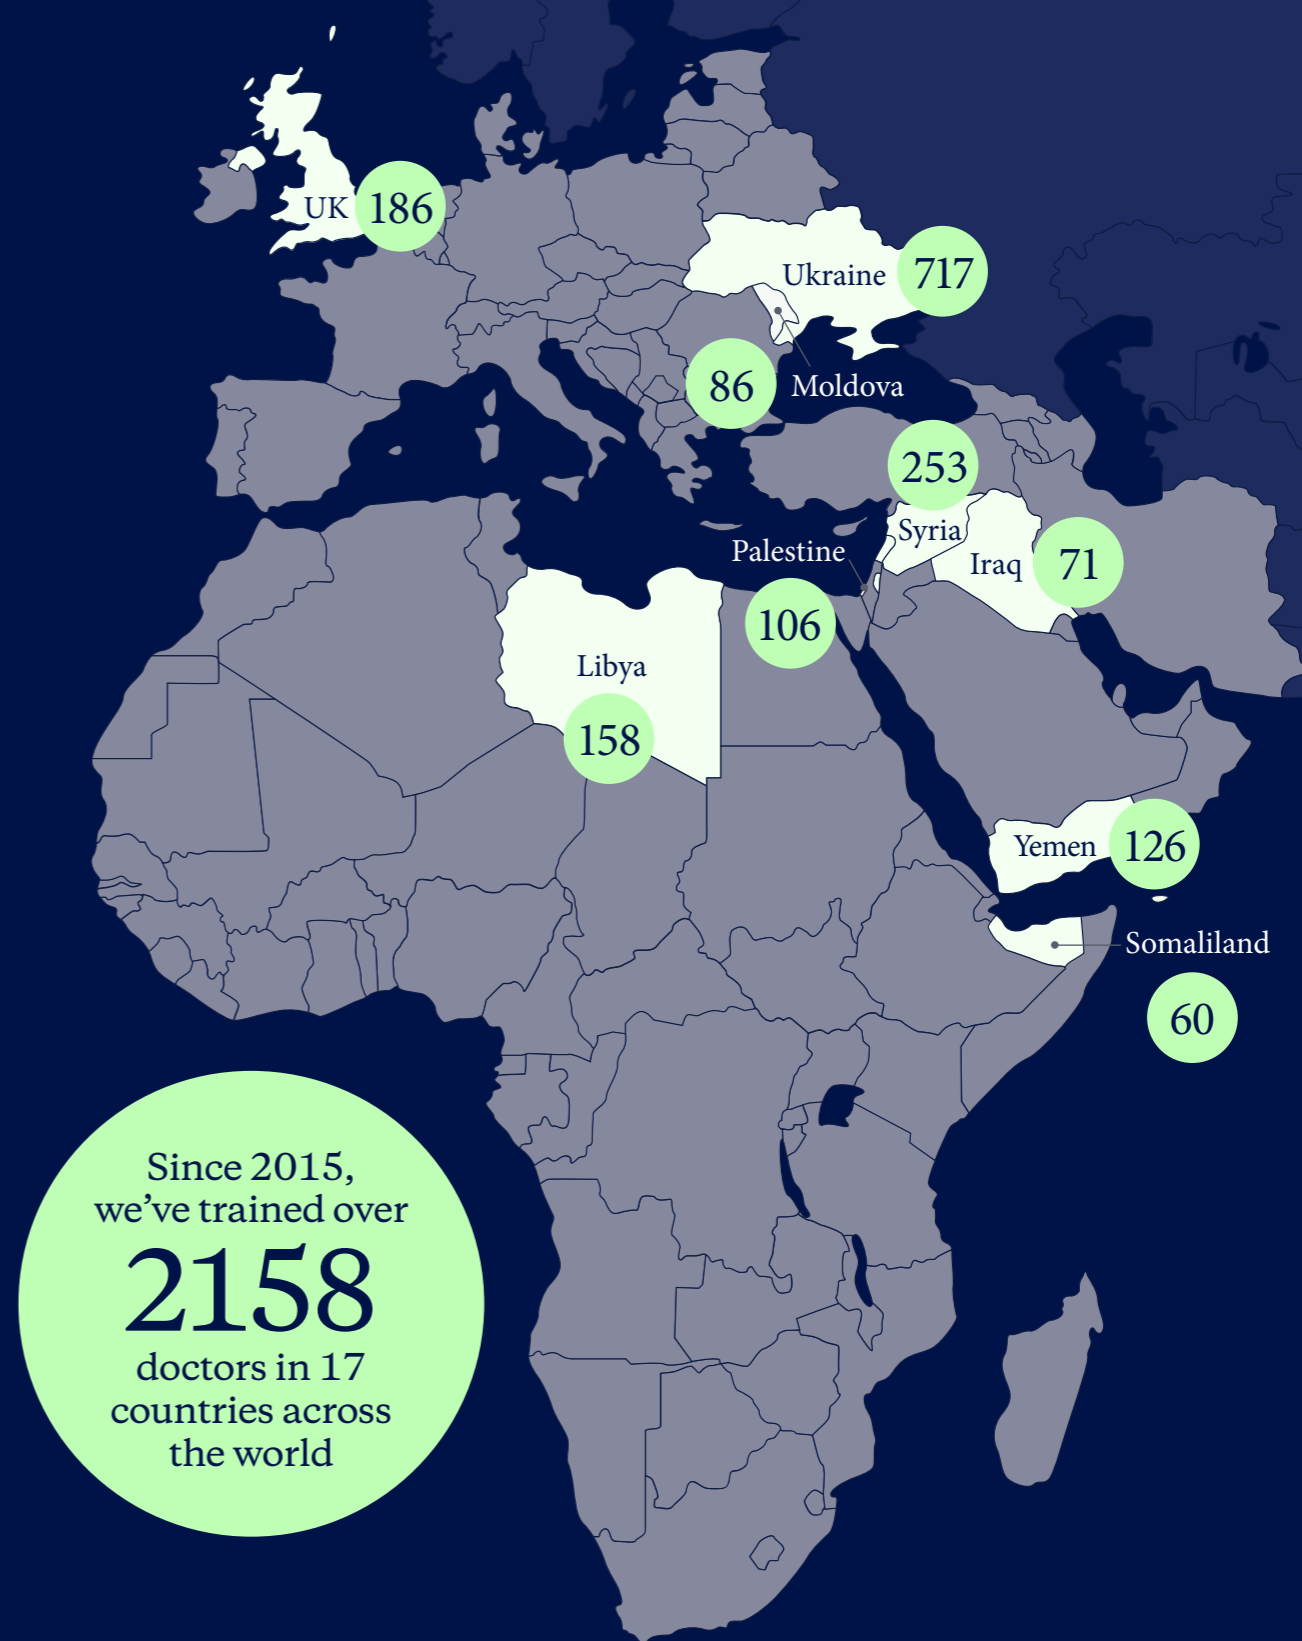 UK
186
Ukraine
717
86
Moldova
253
Syria
Palestine
Iraq
71
106
Libya
158
Yemen
126
Somaliland
60
Since 2015,
we’ve trained over
2158
doctors in 17
countries across
the world